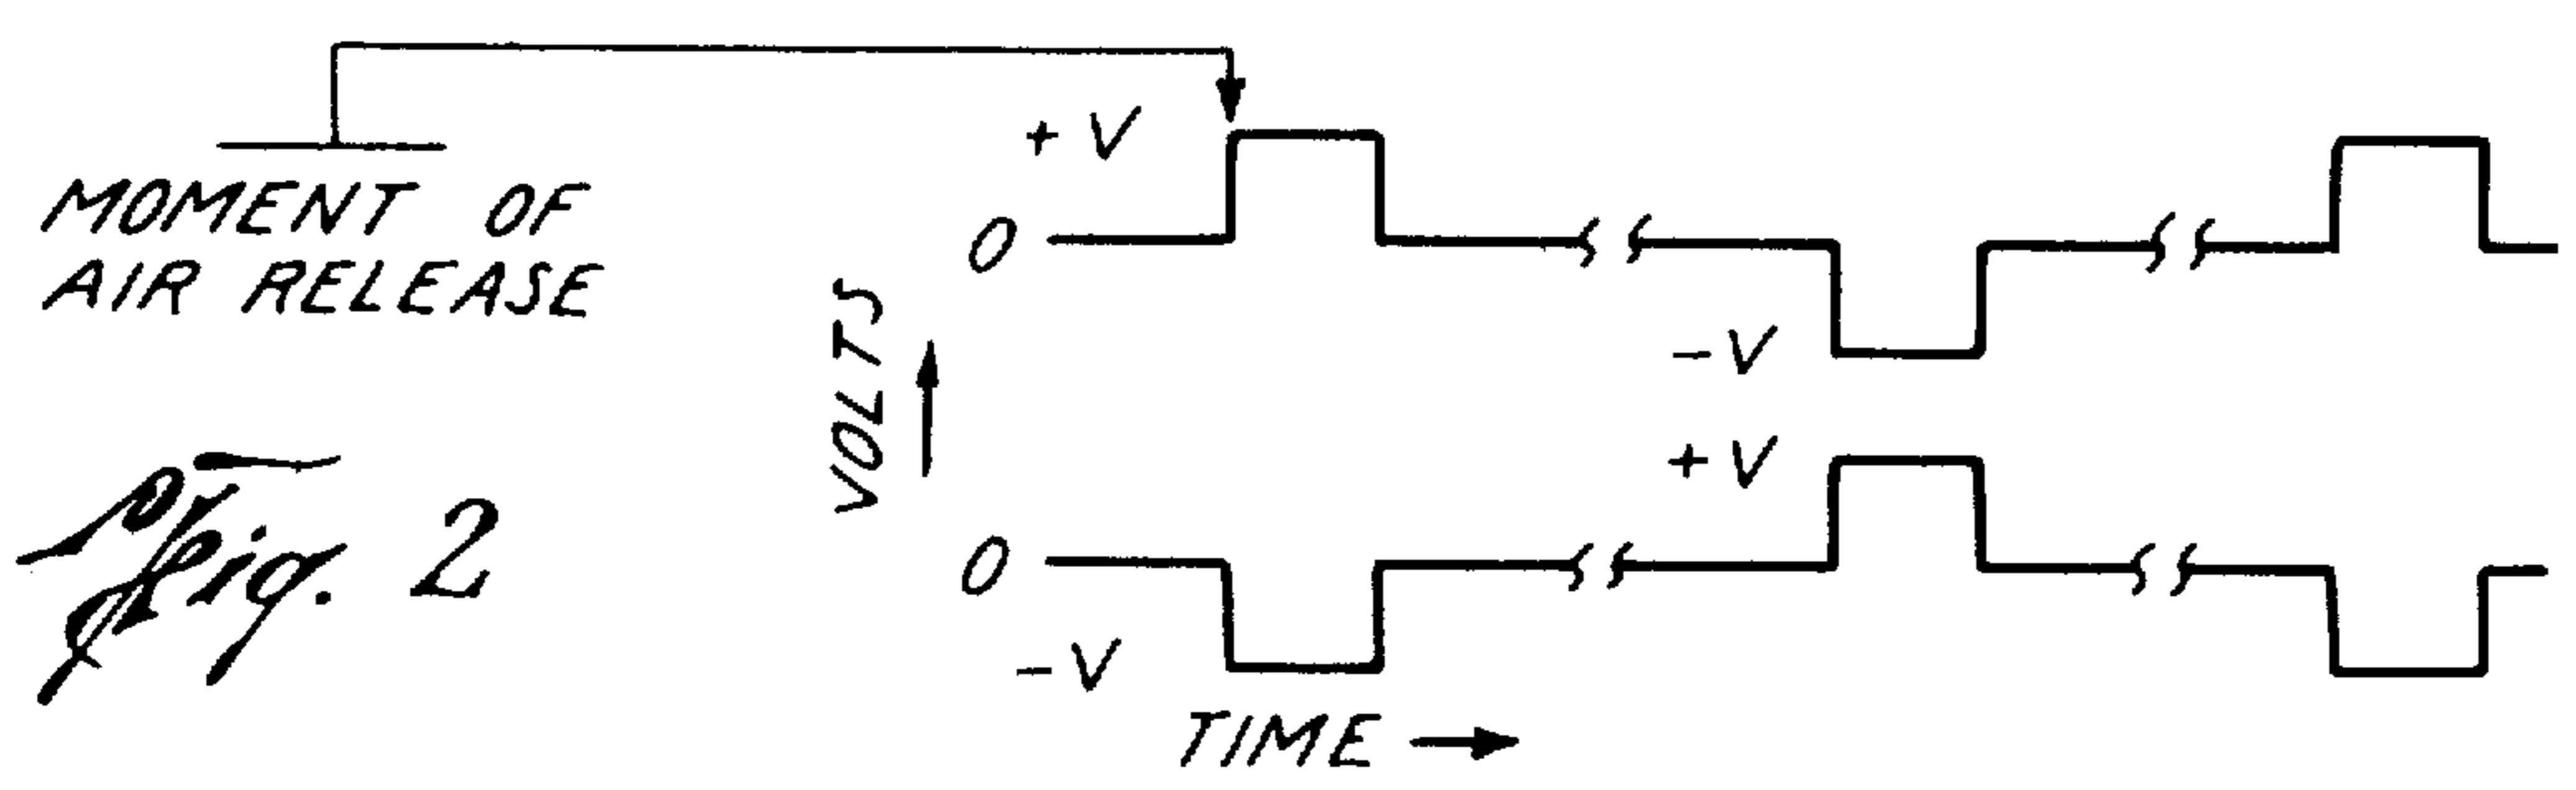 MOMENT OF
AIR RELEASE
+ V
0
- V
VOLTS
+ V
0
- V
TIME
Fig. 2